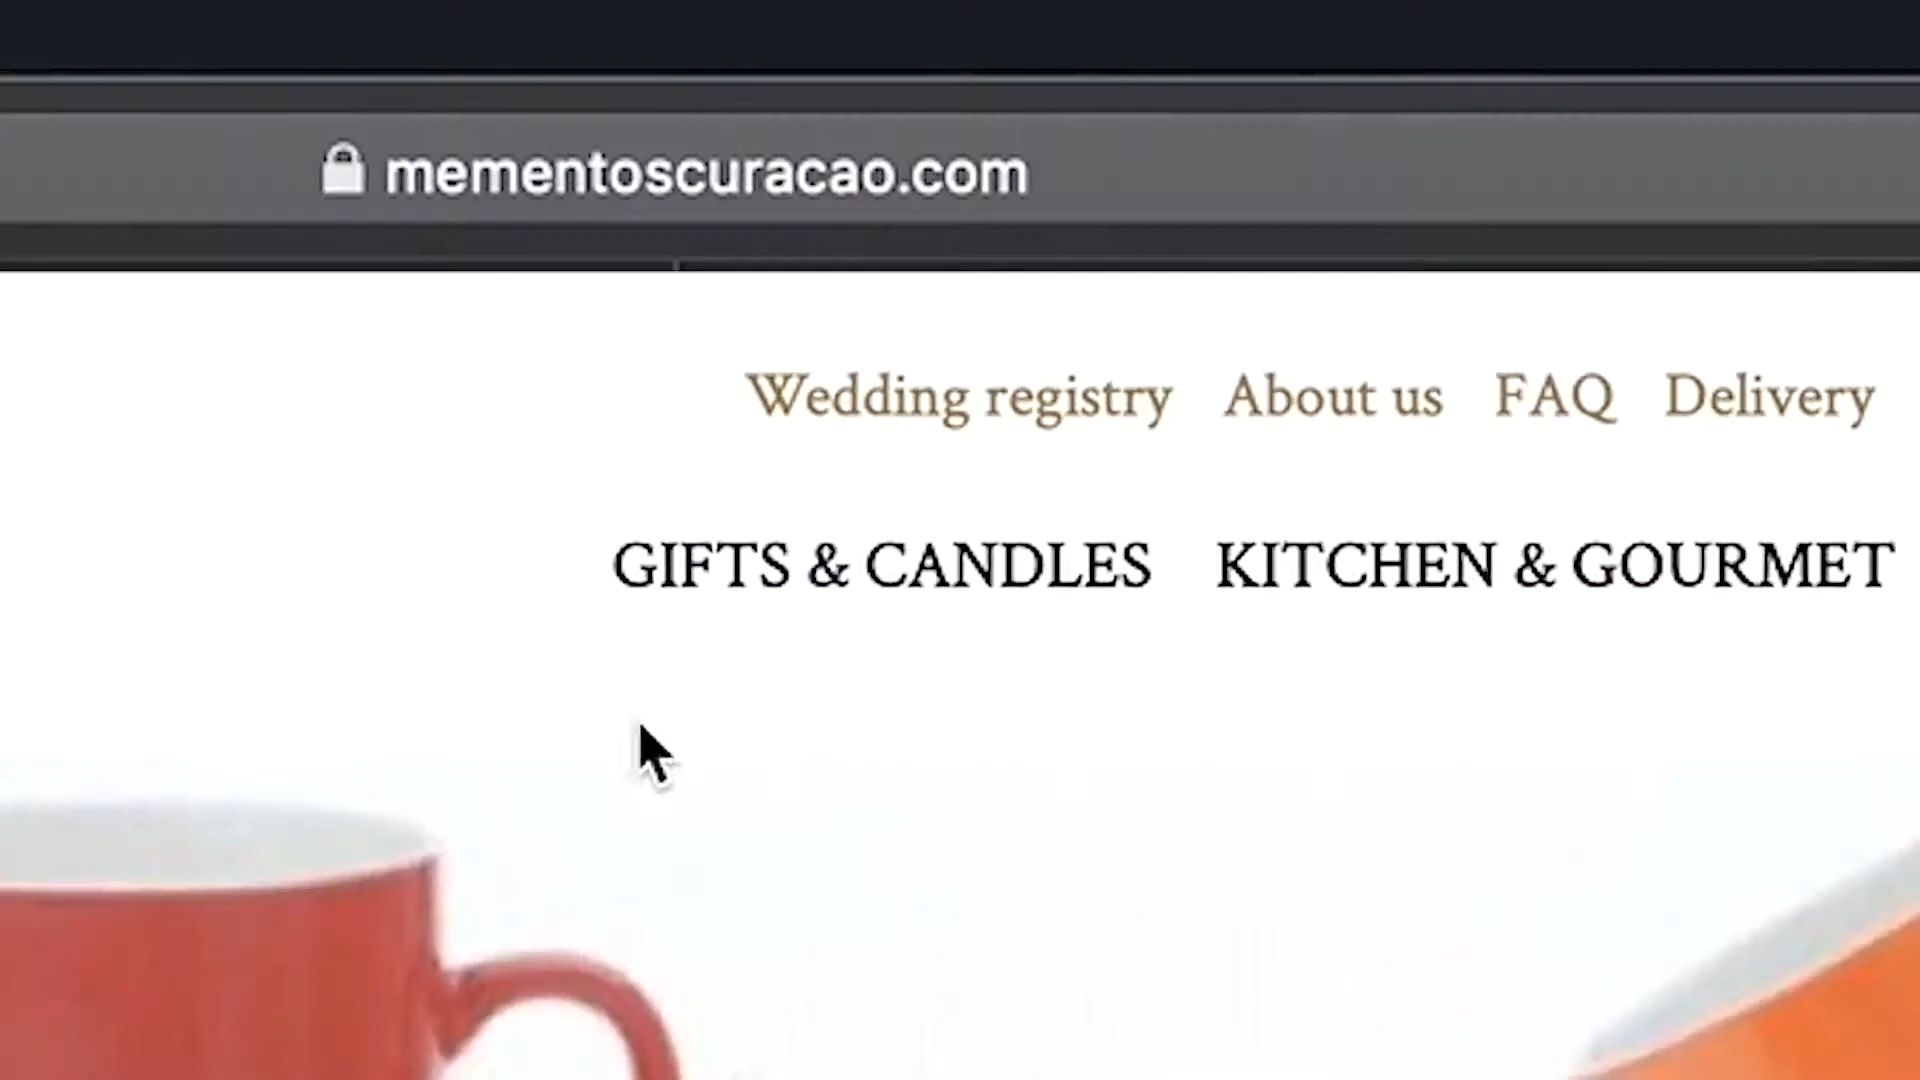 mementoscuracao.com
Wedding registry About us FAQ Delivery
GIFTS & CANDLES KITCHEN & GOURMET